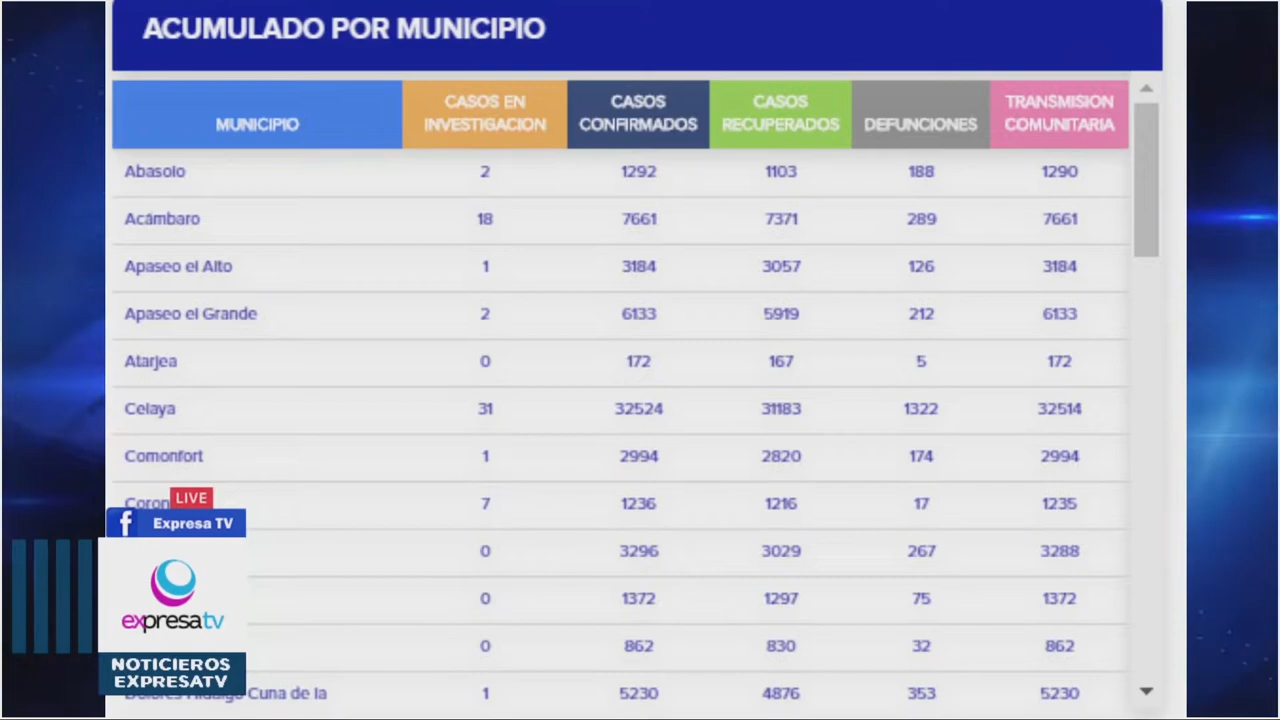 ACUMULADO POR MUNICIPIO
MUNICIPIO CASOS EN INVESTIGACION CASOS CONFIRMADOS CASOS RECUPERADOS DEFUNCIONES TRANSMISION COMUNITARIA
Abasolo 2 1292 1103 188 1290
Acámbaro 18 7661 7371 289 7661
Apaseo el Alto 1 3184 3057 126 3184
Apaseo el Grande 2 6133 5919 212 6133
Atarjea 0 172 167 5 172
Celaya 31 32524 31183 1322 32514
Comonfort 1 2994 2820 174 2994
7 1236 1216 17 1235
0 3296 3029 267 3288
0 1372 1297 75 1372
0 862 830 32 862
Dolores Hidalgo Cuna de la 1 5230 4876 353 5230
LIVE
f Expresa TV
expresatv
NOTICIEROS
EXPRESATV